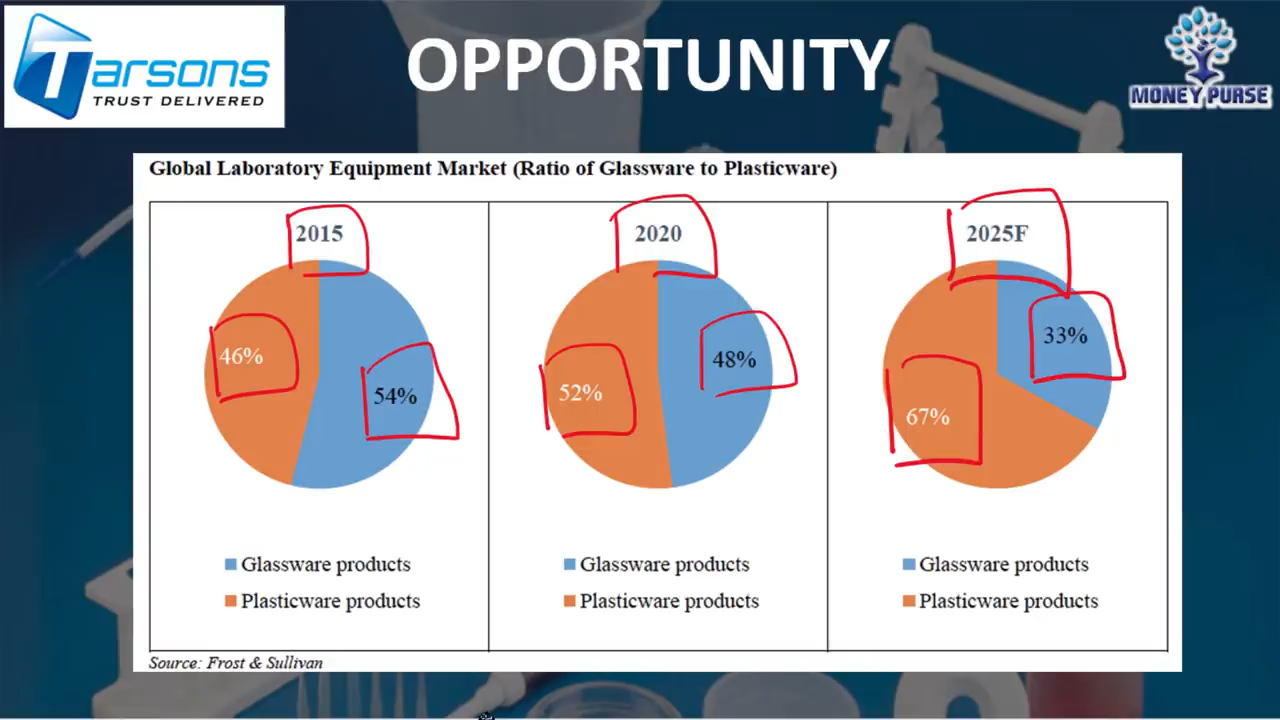 Tarsons
TRUST DELIVERED
OPPORTUNITY
MONEY PURSE
Global Laboratory Equipment Market (Ratio of Glassware to Plasticware)
2015
46%
54%
Glassware products
Plasticware products
2020
52%
48%
Glassware products
Plasticware products
2025F
33%
67%
Glassware products
Plasticware products
Source: Frost & Sullivan